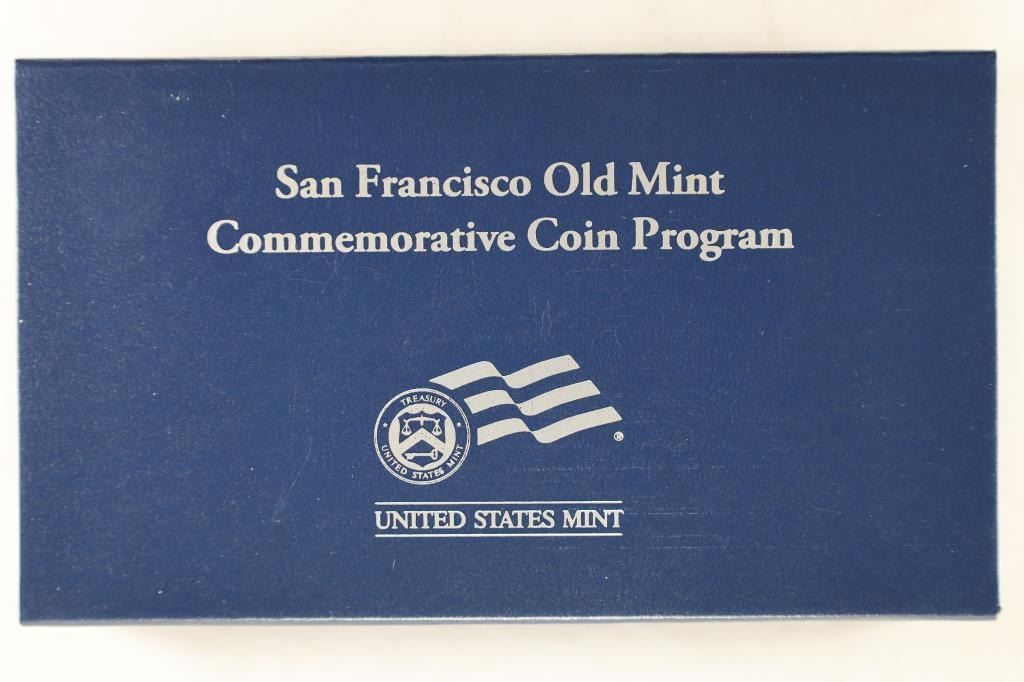 San Francisco Old Mint
Commemorative Coin Program
TREASURY
UNITED STATES MINT
®
UNITED STATES MINT